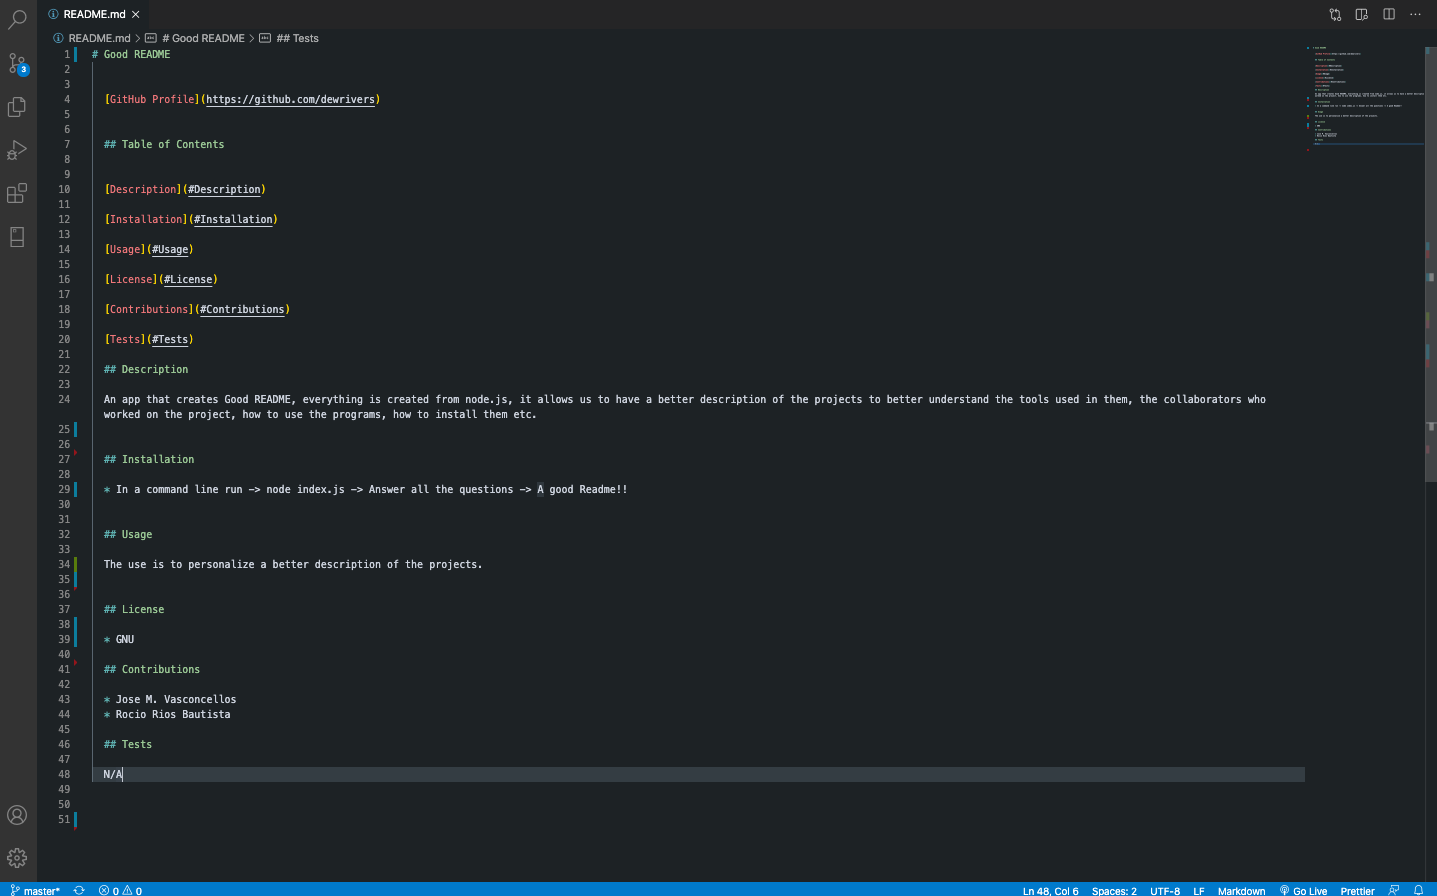 README.md
README.md > # Good README > ## Tests
3
1 # Good README
2
3
4 [GitHub Profile](https://github.com/dewrivers)
5
6
7 ## Table of Contents
8
9
10 [Description](#Description)
11
12 [Installation](#Installation)
13
14 [Usage](#Usage)
15
16 [License](#License)
17
18 [Contributions](#Contributions)
19
20 [Tests](#Tests)
21
22 ## Description
23
24 An app that creates Good README, everything is created from node.js, it allows us to have a better description of the projects to better understand the tools used in them, the collaborators who
worked on the project, how to use the programs, how to install them etc.
25
26
27 ## Installation
28
29 * In a command line run -> node index.js -> Answer all the questions -> A good Readme!!
30
31
32 ## Usage
33
34 The use is to personalize a better description of the projects.
35
36
37 ## License
38
39 * GNU
40
41 ## Contributions
42
43 * Jose M. Vasconcellos
44 * Rocio Rios Bautista
45
46 ## Tests
47
48 N/A
49
50
51
master* 0 0 Ln 48, Col 6 Spaces: 2 UTF-8 LF Markdown Go Live Prettier